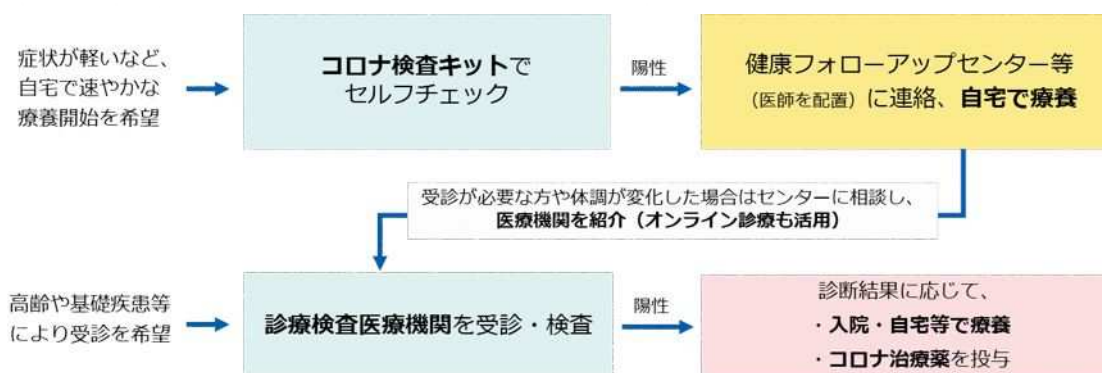 症状が軽いなど、
自宅で速やかな
療養開始を希望
コロナ検査キットで
セルフチェック
陽性
健康フォローアップセンター等
（医師を配置）に連絡、自宅で療養
受診が必要な方や体調が変化した場合はセンターに相談し、
医療機関を紹介（オンライン診療も活用）
高齢や基礎疾患等
により受診を希望
診療検査医療機関を受診・検査
陽性
診断結果に応じて、
・入院・自宅等で療養
・コロナ治療薬を投与